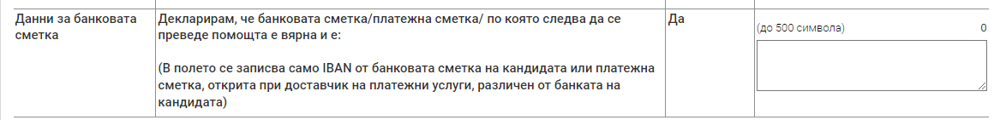 Данни за банковата
сметка
Декларирам, че банковата сметка/платежна сметка/ по която следва да се
преведе помощта е вярна и е:
(В полето се записва само IBAN от банковата сметка на кандидата или платежна
сметка, открита при доставчик на платежни услуги, различен от банката на
кандидата)
Да
(до 500 символа)
0